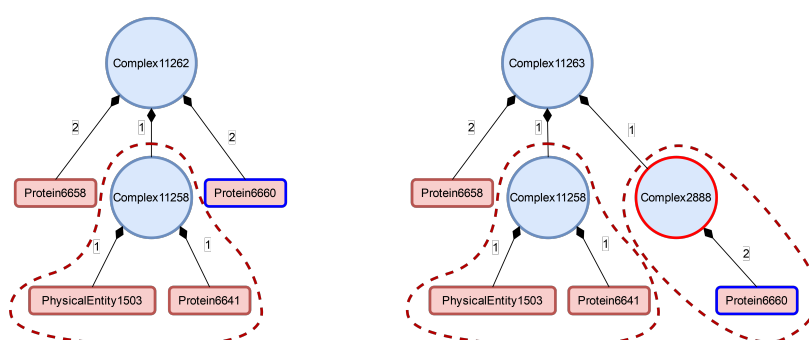 Complex11262
2
1
2
Protein6658
Complex11258
Protein6660
1
1
PhysicalEntity1503
Protein6641
Complex11263
2
1
1
Protein6658
Complex11258
Complex2888
1
1
2
PhysicalEntity1503
Protein6641
Protein6660